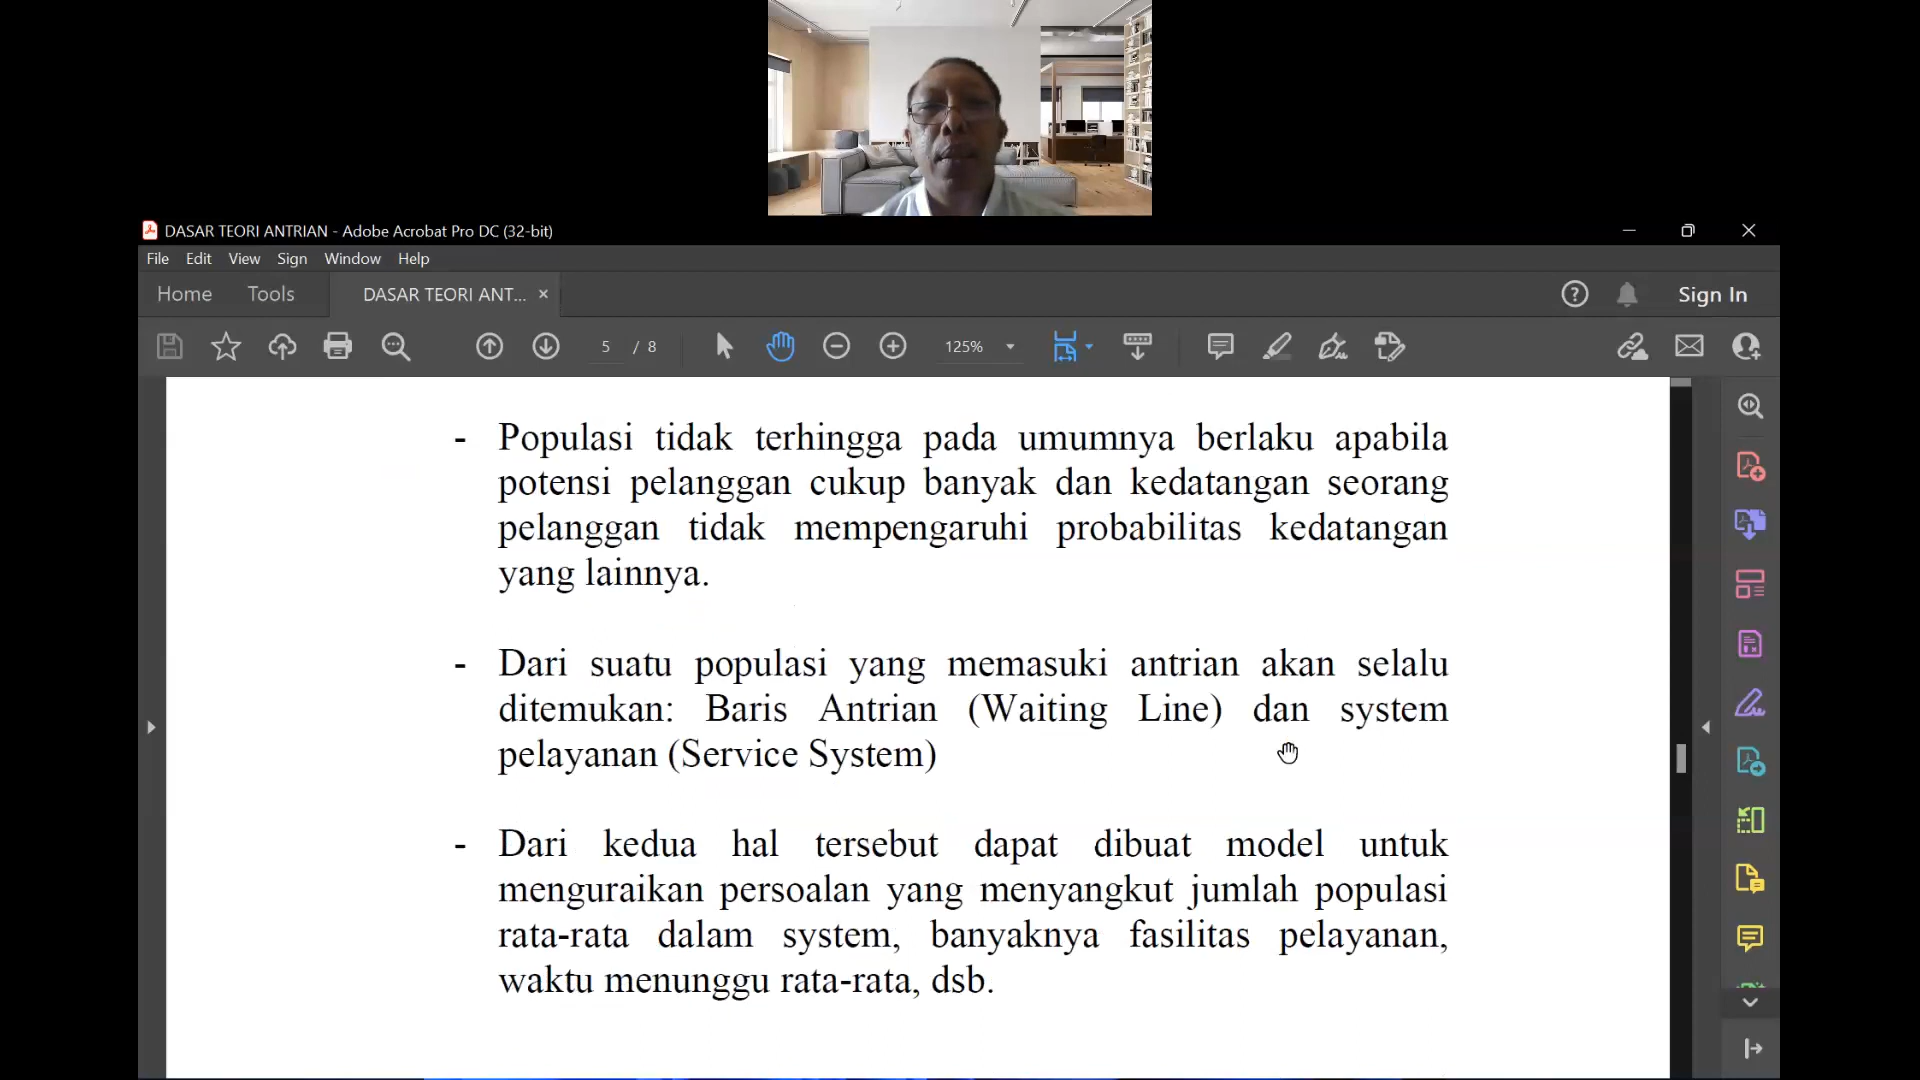 DASAR TEORI ANTRIAN - Adobe Acrobat Pro DC (32-bit)
File Edit View Sign Window Help
Home Tools DASAR TEORI ANT... × Sign In
5 / 8 125%
- Populasi tidak terhingga pada umumnya berlaku apabila
potensi pelanggan cukup banyak dan kedatangan seorang
pelanggan tidak mempengaruhi probabilitas kedatangan
yang lainnya.
- Dari suatu populasi yang memasuki antrian akan selalu
ditemukan: Baris Antrian (Waiting Line) dan system
pelayanan (Service System)
- Dari kedua hal tersebut dapat dibuat model untuk
menguraikan persoalan yang menyangkut jumlah populasi
rata-rata dalam system, banyaknya fasilitas pelayanan,
waktu menunggu rata-rata, dsb.